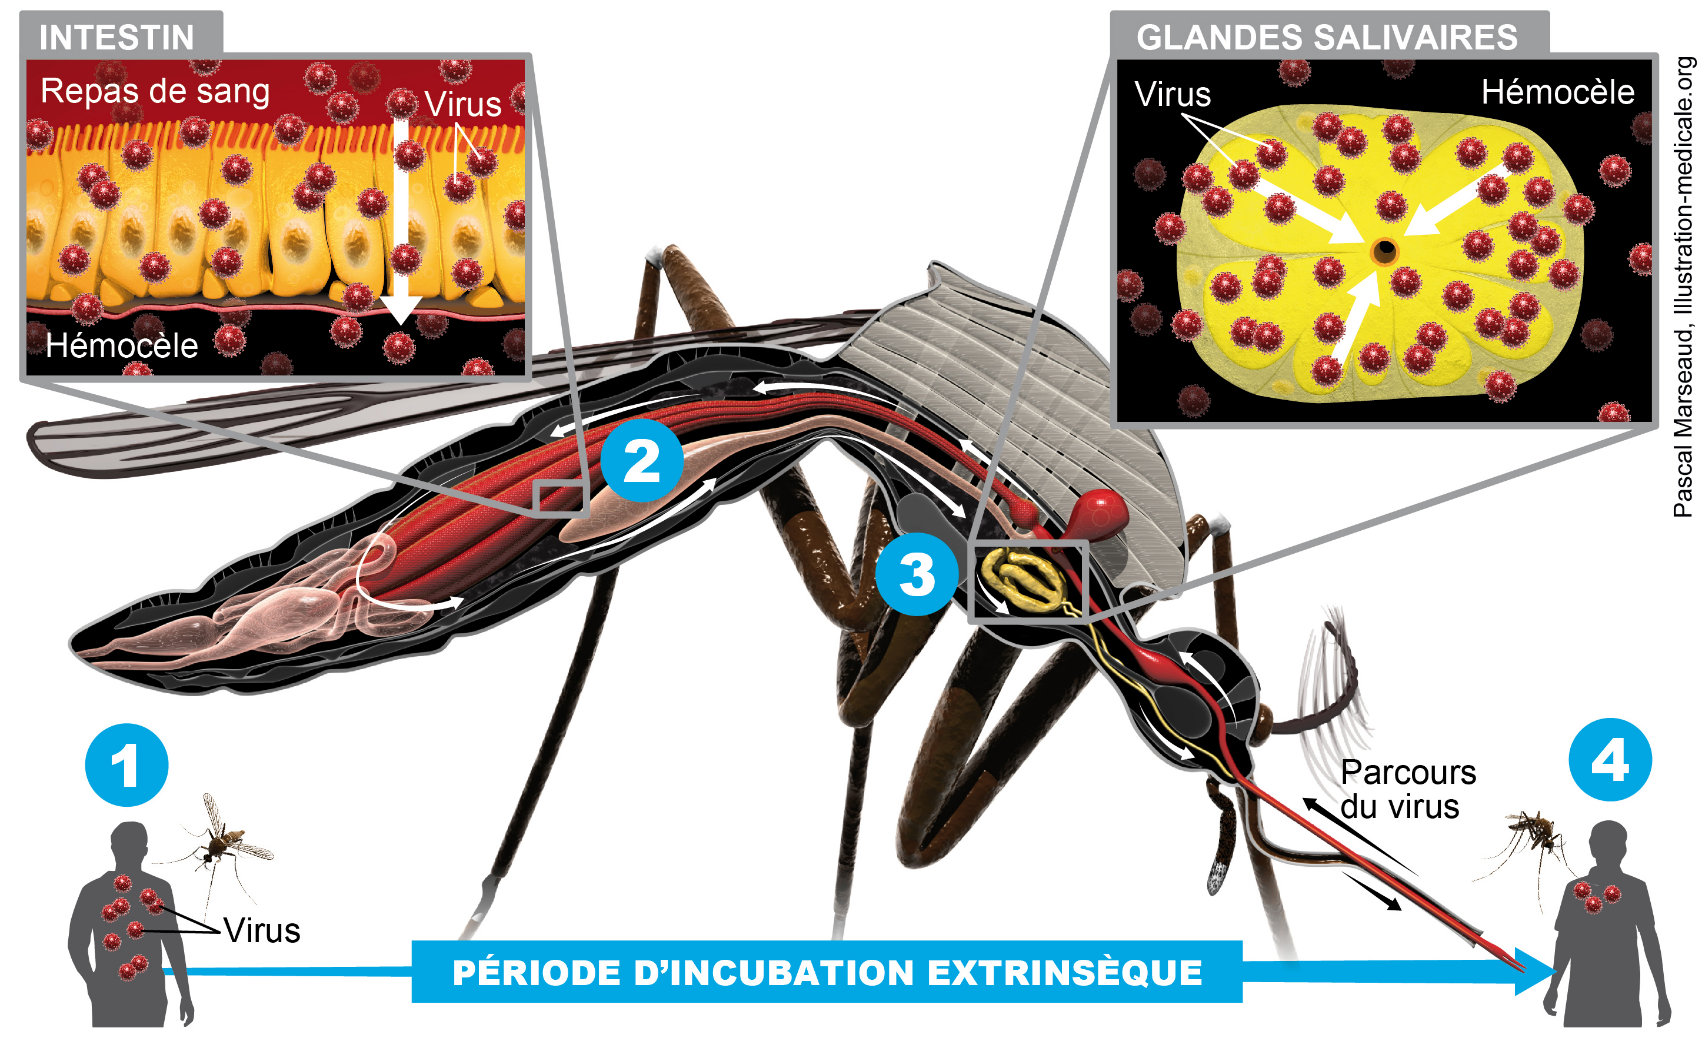 INTESTIN
Repas de sang
Virus
Hémocèle
GLANDES SALIVAIRES
Virus
Hémocèle
Pascal Marseaud, Illustration-medicale.org
2
3
1
Virus
Parcours
du virus
4
PÉRIODE D’INCUBATION EXTRINSÈQUE